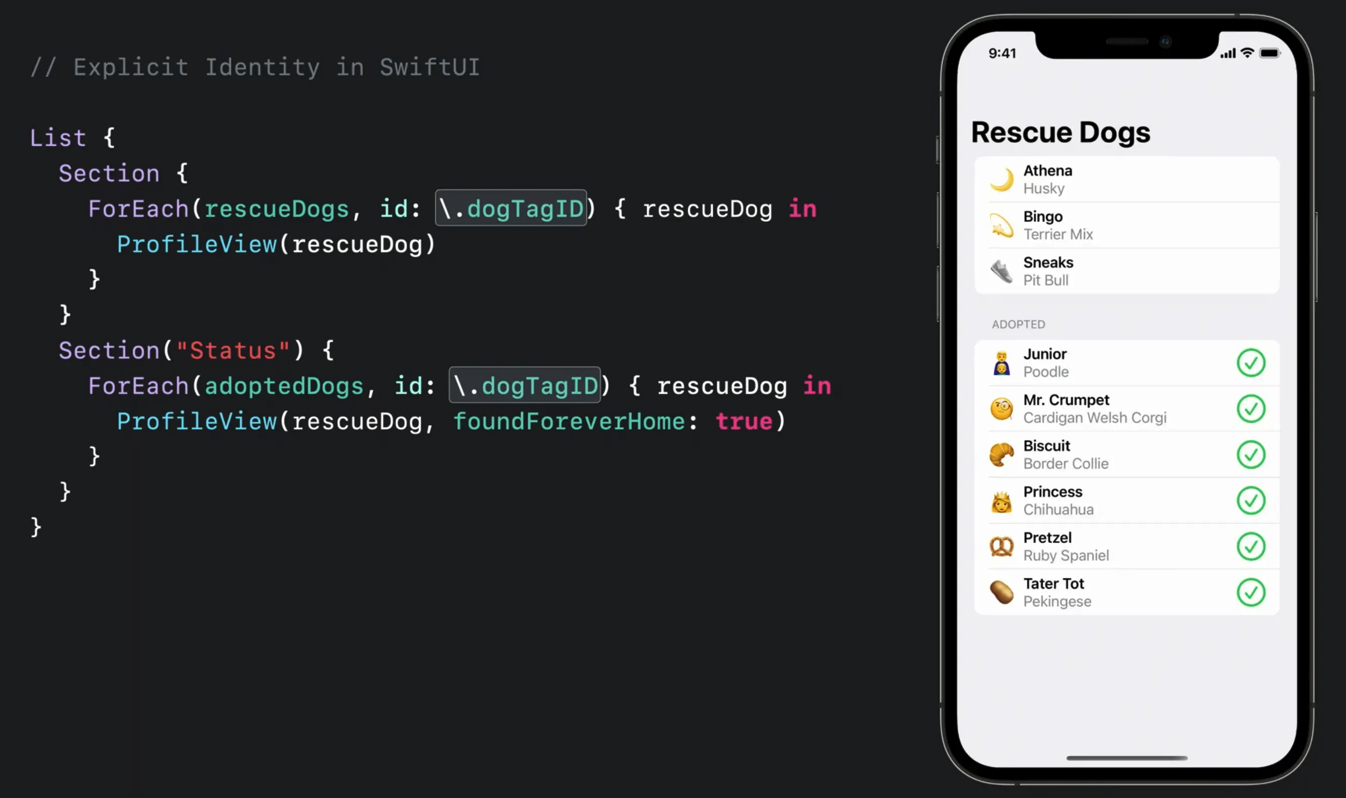 // Explicit Identity in SwiftUI
List {
Section {
ForEach(rescueDogs, id: \.dogTagID) { rescueDog in
ProfileView(rescueDog)
}
}
Section("Status") {
ForEach(adoptedDogs, id: \.dogTagID) { rescueDog in
ProfileView(rescueDog, foundForeverHome: true)
}
}
}
9:41
Rescue Dogs
Athena
Husky
Bingo
Terrier Mix
Sneaks
Pit Bull
ADOPTED
Junior
Poodle
Mr. Crumpet
Cardigan Welsh Corgi
Biscuit
Border Collie
Princess
Chihuahua
Pretzel
Ruby Spaniel
Tater Tot
Pekingese